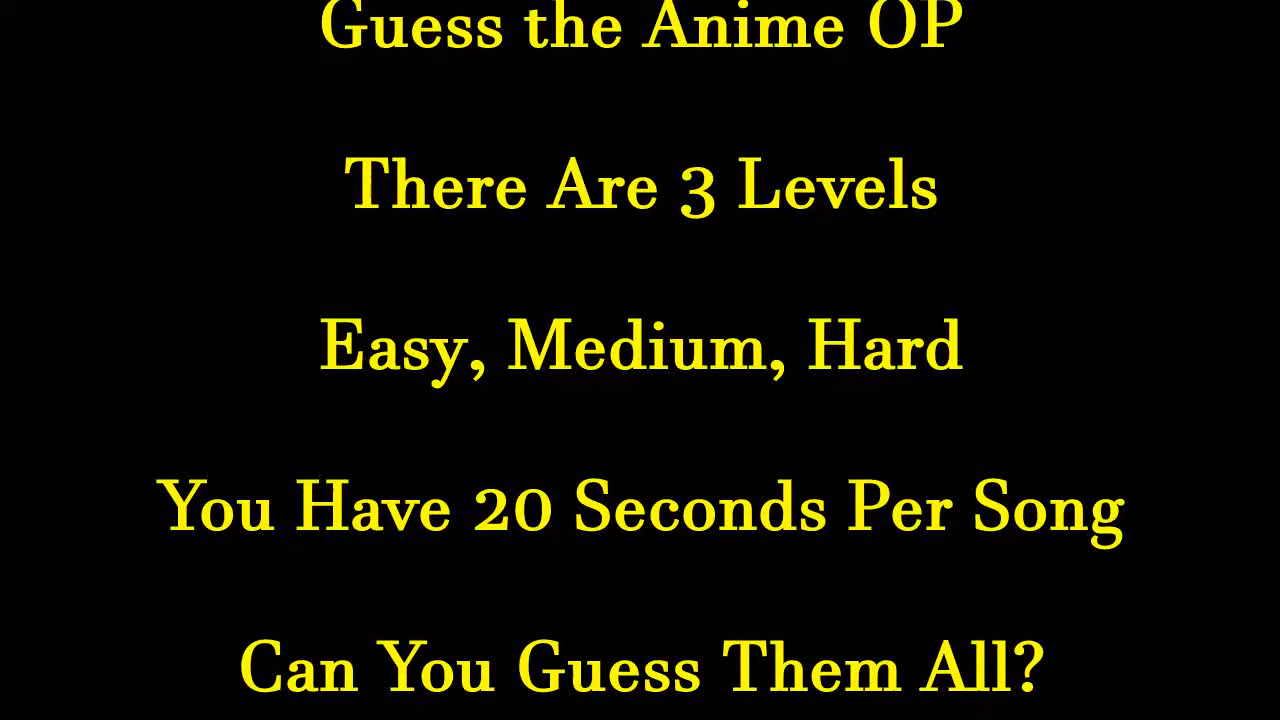 Guess the Anime OP
There Are 3 Levels
Easy, Medium, Hard
You Have 20 Seconds Per Song
Can You Guess Them All?